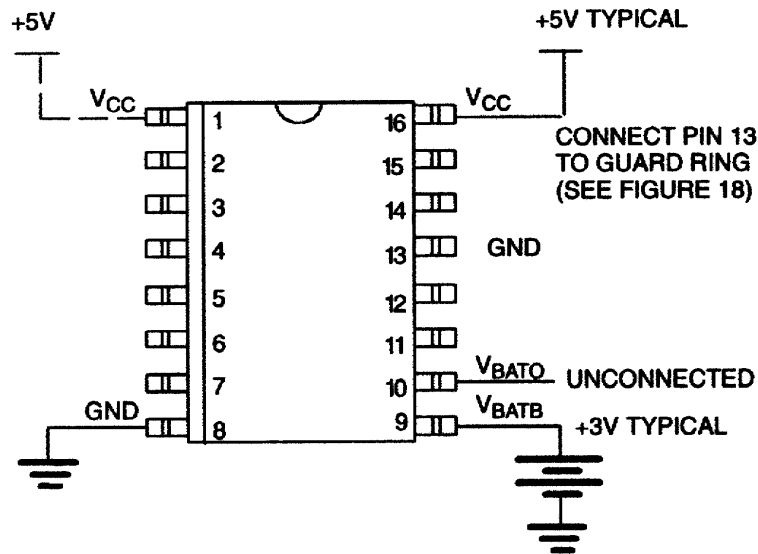 +5V
+5V TYPICAL
VCC
VCC
1
16
CONNECT PIN 13
TO GUARD RING
(SEE FIGURE 18)
2
15
3
14
4
13
GND
5
12
6
11
7
10
VBATO
UNCONNECTED
GND
8
9
VBATB
+3V TYPICAL